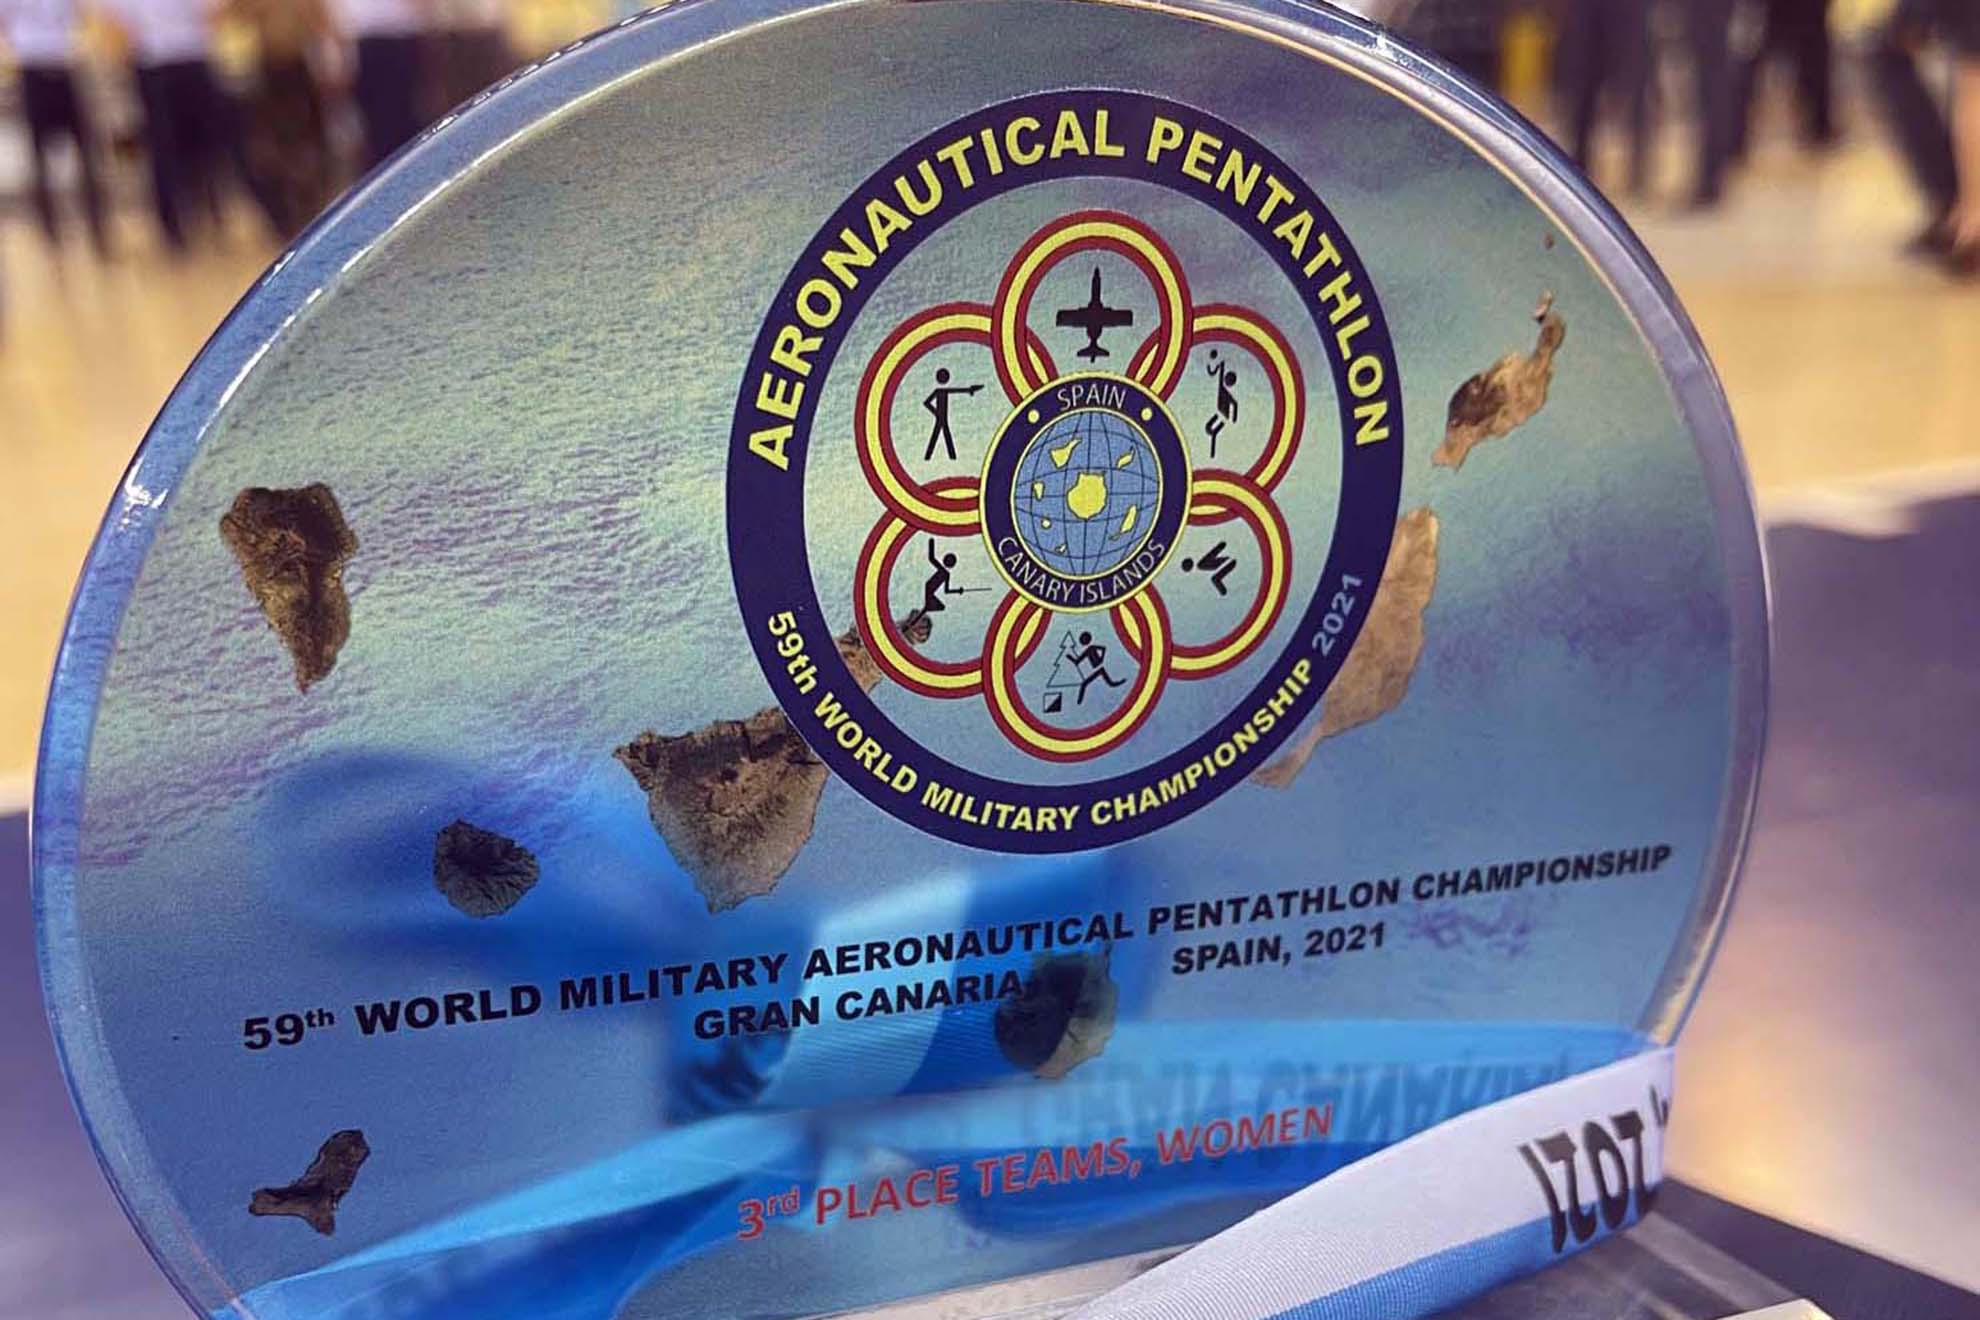 AERONAUTICAL PENTATHLON
SPAIN
CANARY ISLANDS
59th WORLD MILITARY CHAMPIONSHIP 2021
59th WORLD MILITARY AERONAUTICAL PENTATHLON CHAMPIONSHIP
GRAN CANARIA SPAIN, 2021
3rd PLACE TEAMS, WOMEN
2021